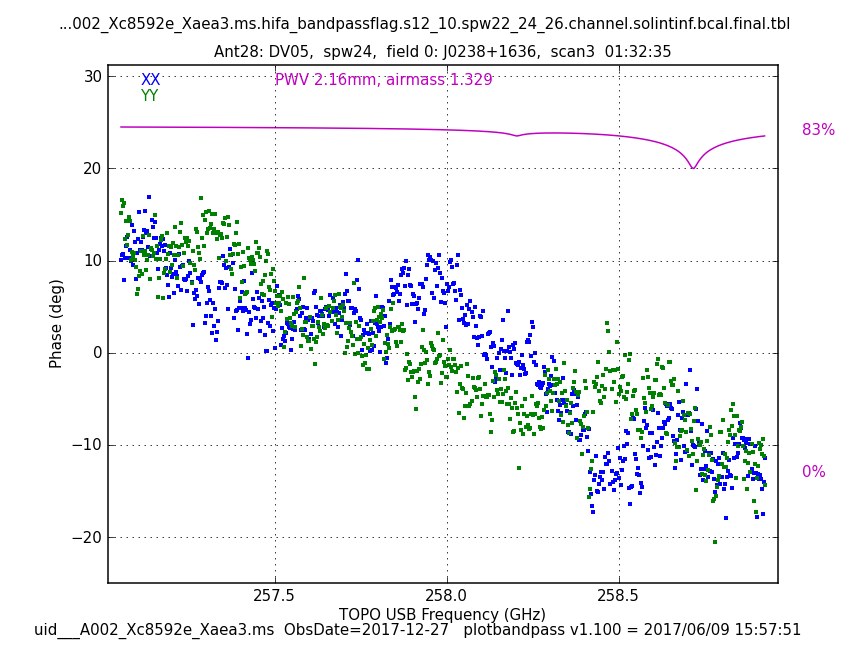 ...002_Xc8592e_Xaea3.ms.hifa_bandpassflag.s12_10.spw22_24_26.channel.solintinf.bcal.final.tbl
Ant28: DV05,  spw24,  field 0: J0238+1636,  scan3  01:32:35
XX
PWV 2.16mm, airmass 1.329
YY
30
83%
20
10
Phase (deg)
0
−10
0%
−20
257.5
258.0
258.5
TOPO USB Frequency (GHz)
uid___A002_Xc8592e_Xaea3.ms  ObsDate=2017-12-27   plotbandpass v1.100 = 2017/06/09 15:57:51